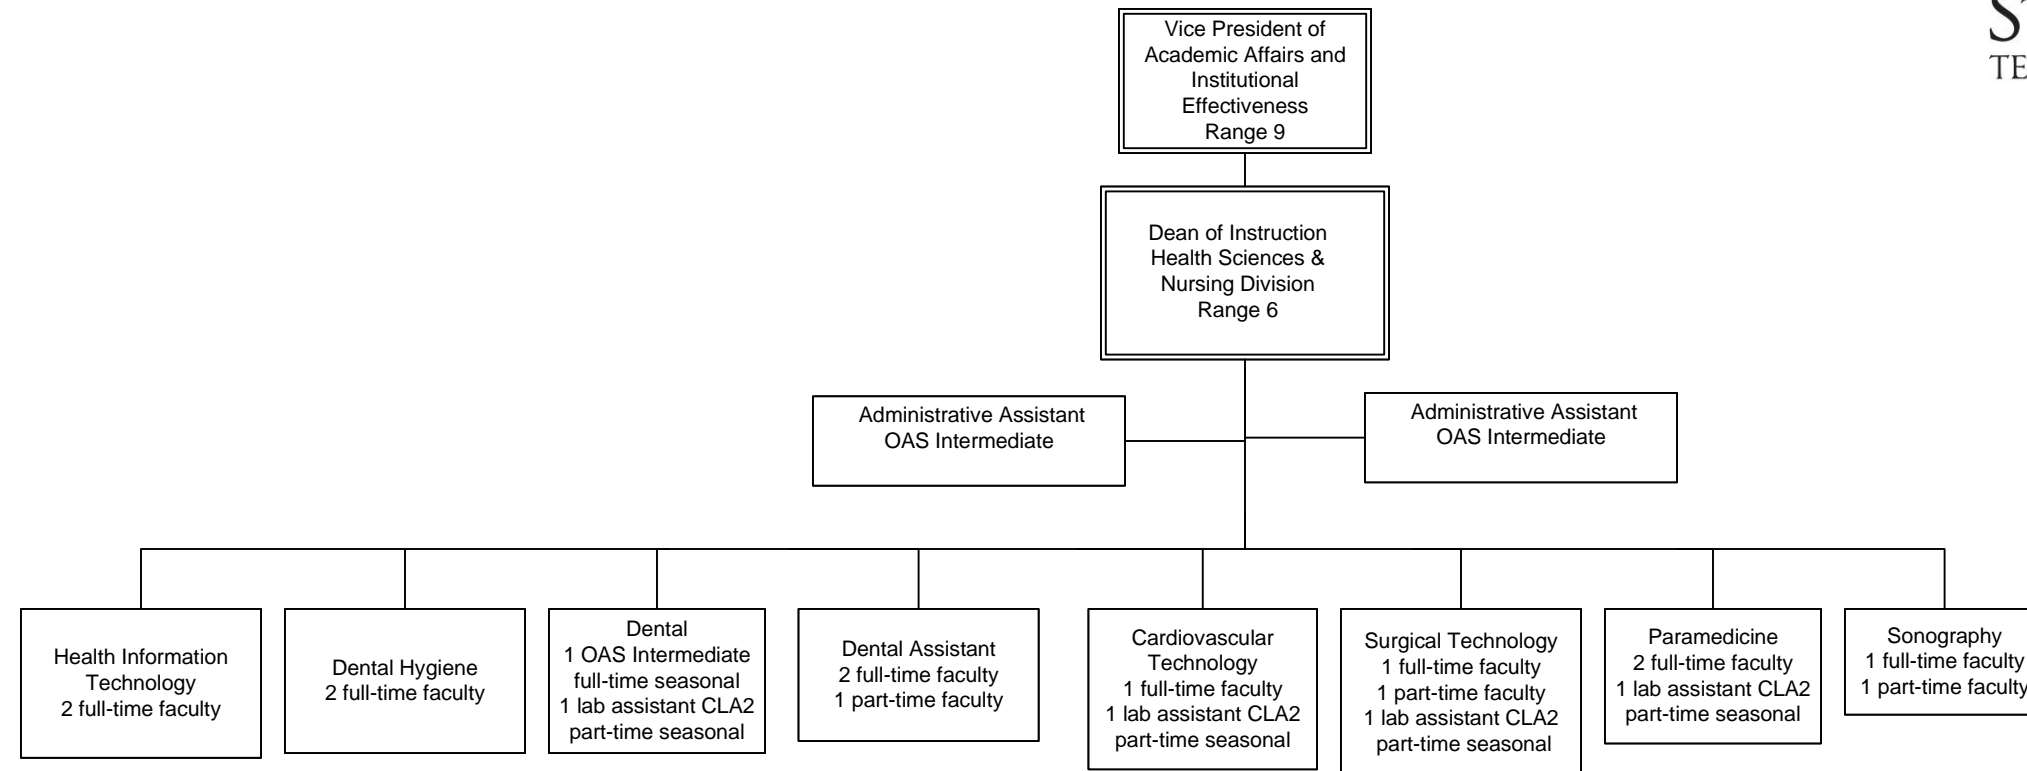 Vice President of
Academic Affairs and
Institutional
Effectiveness
Range 9
Dean of Instruction
Health Sciences &
Nursing Division
Range 6
Administrative Assistant
OAS Intermediate
Administrative Assistant
OAS Intermediate
Health Information
Technology
2 full-time faculty
Dental Hygiene
2 full-time faculty
Dental
1 OAS Intermediate
full-time seasonal
1 lab assistant CLA2
part-time seasonal
Dental Assistant
2 full-time faculty
1 part-time faculty
Cardiovascular
Technology
1 full-time faculty
1 lab assistant CLA2
part-time seasonal
Surgical Technology
1 full-time faculty
1 part-time faculty
1 lab assistant CLA2
part-time seasonal
Paramedicine
2 full-time faculty
1 lab assistant CLA2
part-time seasonal
Sonography
1 full-time faculty
1 part-time faculty